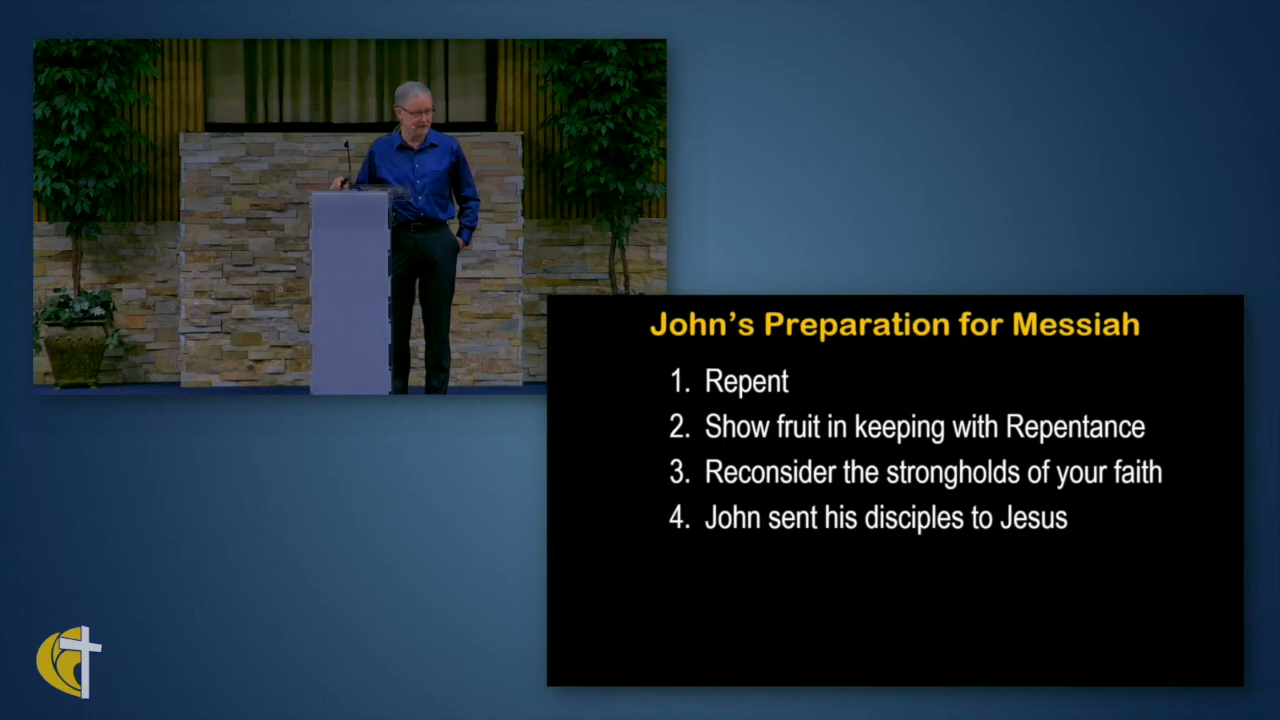 John's Preparation for Messiah
1. Repent
2. Show fruit in keeping with Repentance
3. Reconsider the strongholds of your faith
4. John sent his disciples to Jesus